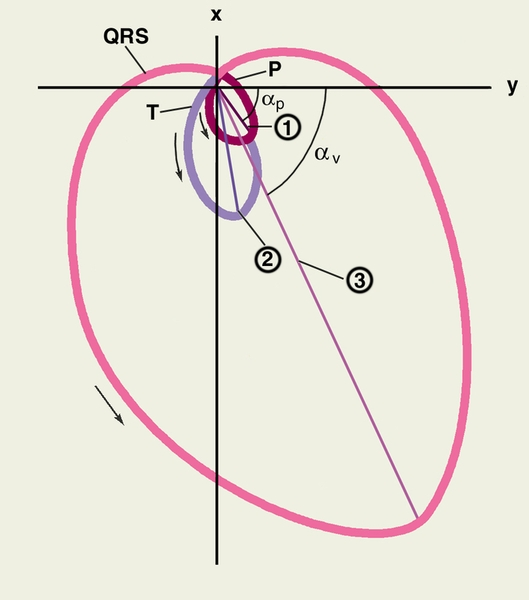 x
QRS
P
y
T
αp
①
αv
②
③